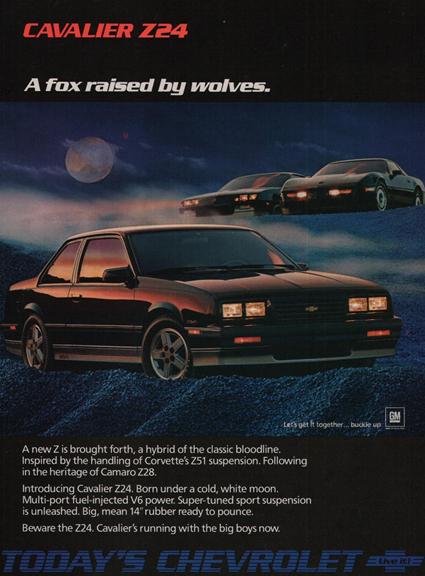 CAVALIER Z24
A fox raised by wolves.
Let's get it together... buckle up
GM
A new Z is brought forth, a hybrid of the classic bloodline.
Inspired by the handling of Corvette's Z51 suspension. Following
in the heritage of Camaro Z28.
Introducing Cavalier Z24. Born under a cold, white moon.
Multi-port fuel-injected V6 power. Super-tuned sport suspension
is unleashed. Big, mean 14" rubber ready to pounce.
Beware the Z24. Cavalier's running with the big boys now.
TODAY'S CHEVROLET
Live it!